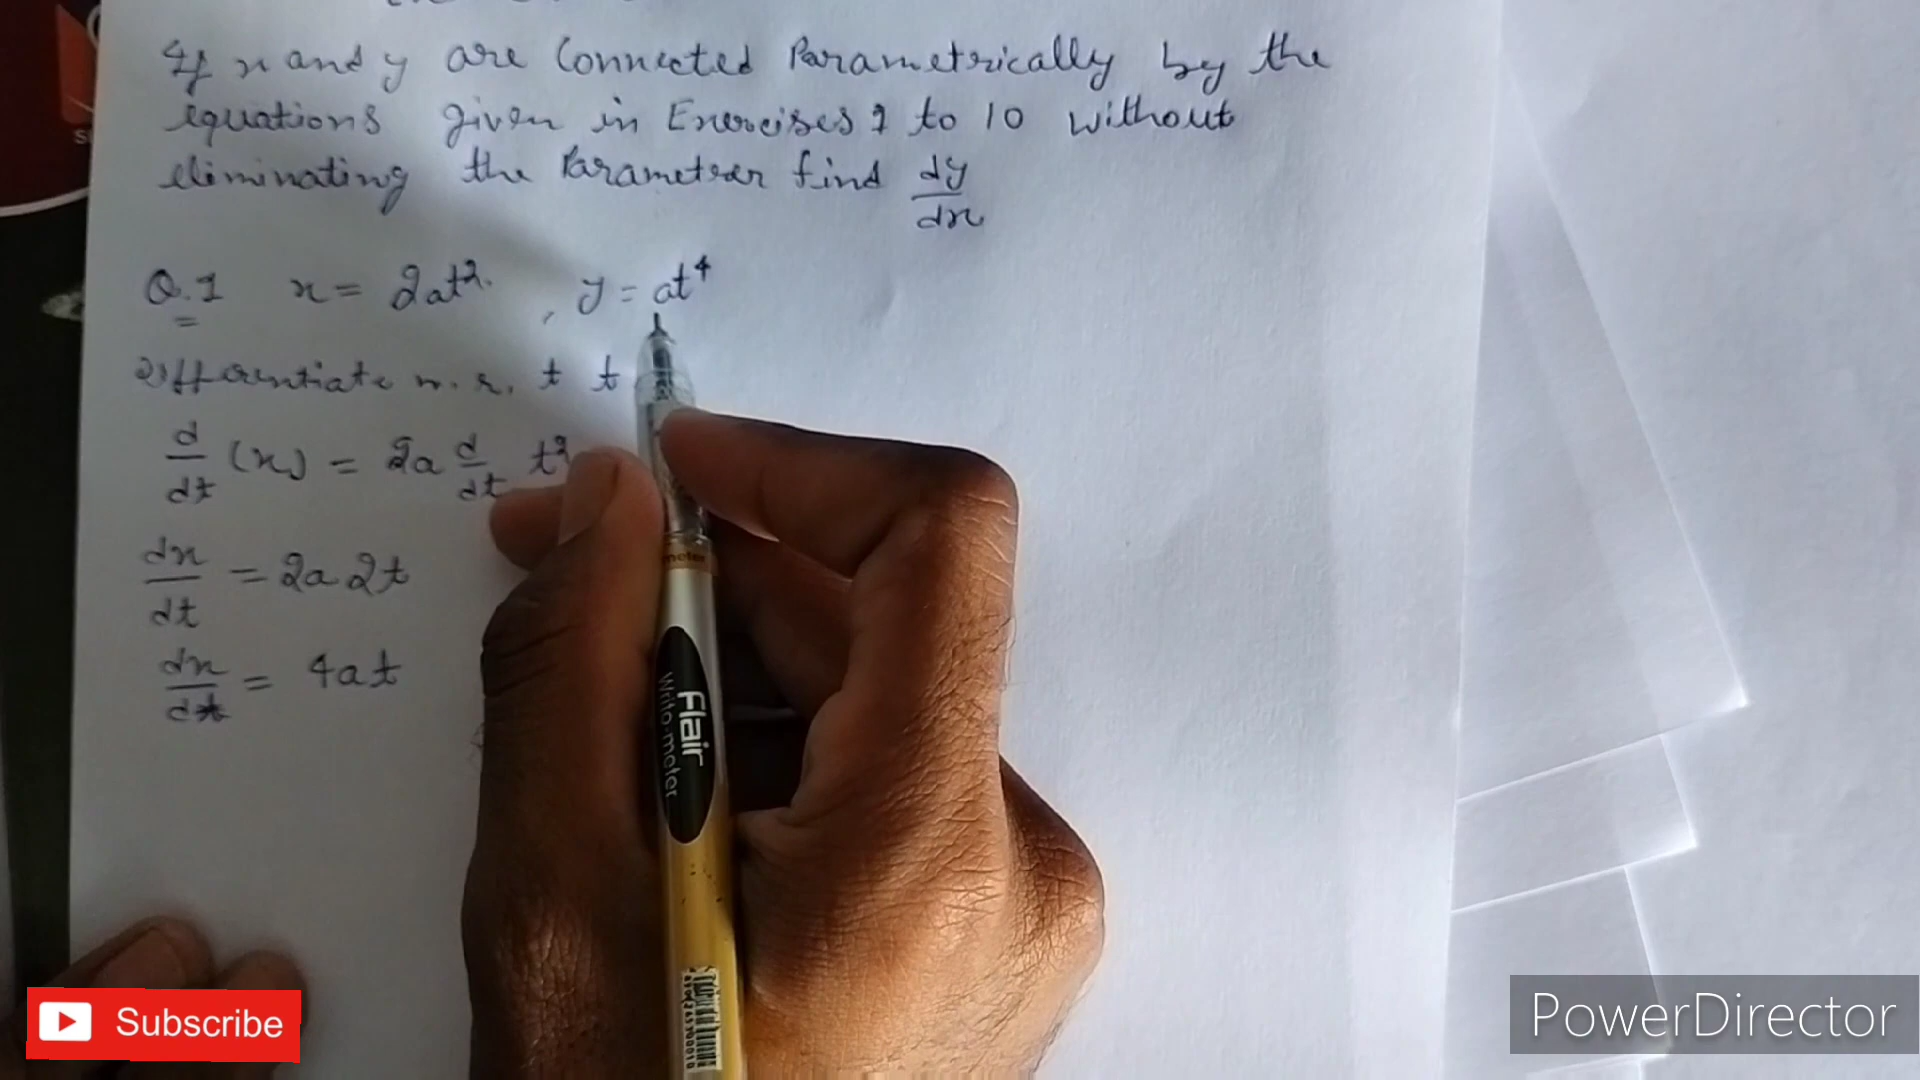 If x and y are Connected Parametrically by the
equations given in Exercises 1 to 10 without
eliminating the Parameter find dy/dx
Q.1 x = 2at², y = at⁴
Differentiate w.r. t t
d/dt (x) = 2a d/dt t²
dx/dt = 2a 2t
dx/dt = 4at
Flair
Write-meter
meter
Subscribe
PowerDirector